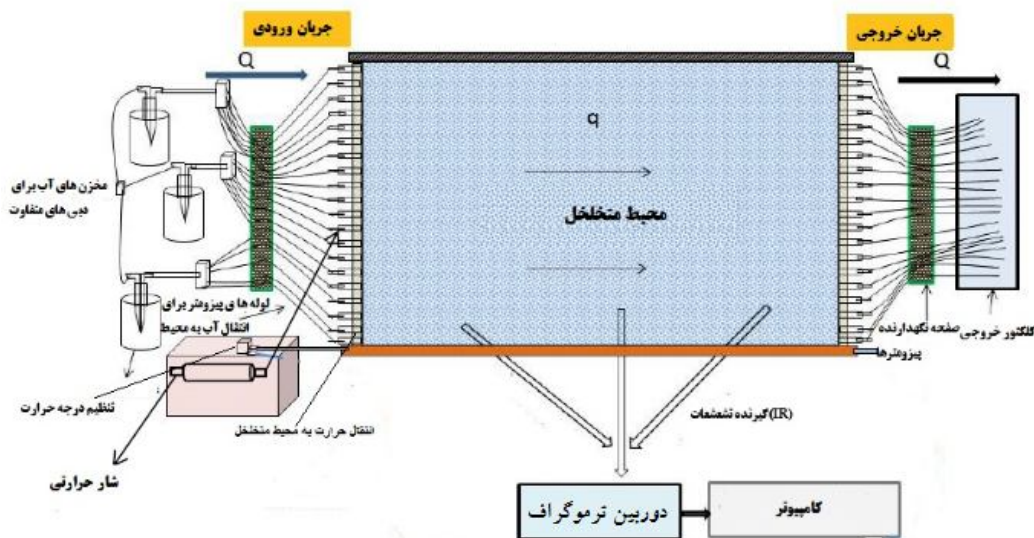 جریان ورودی
جریان خروجی
Q
Q
q
محیط متخلخل
مخزن های آب برای
دبی های متفاوت
لوله های پیزومتر برای
انتقال آب به محیط
صفحه نگهدارنده
کلکتور خروجی
پیزومترها
تنظیم درجه حرارت
انتقال حرارت به محیط متخلخل
گیرنده تشعشعات(IR)
شار حرارتی
دوربین ترموگراف
کامپیوتر